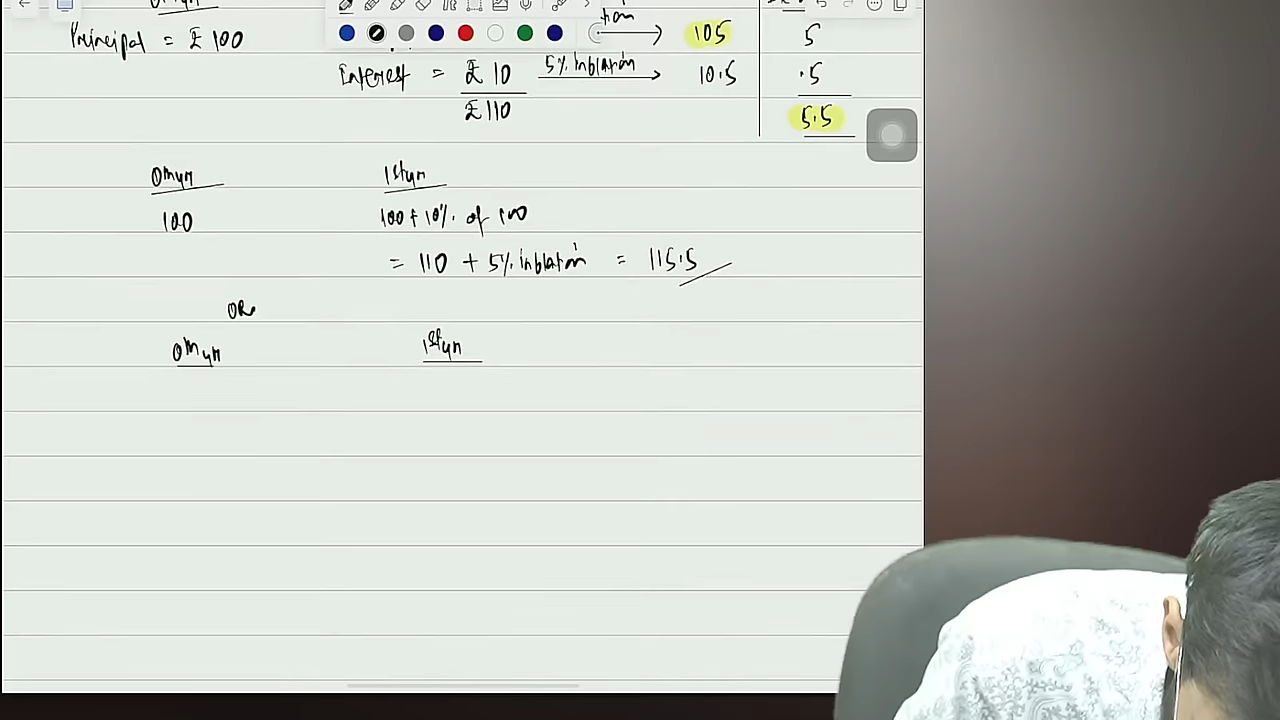 Principal = £ 100
105
5
Interest = £ 10 5% inflation 10.5
.5
£ 110
5.5
0th yr 1st yr
100 100 + 10% of 100
= 110 + 5% inflation = 115.5
OR
0th yr 1st yr